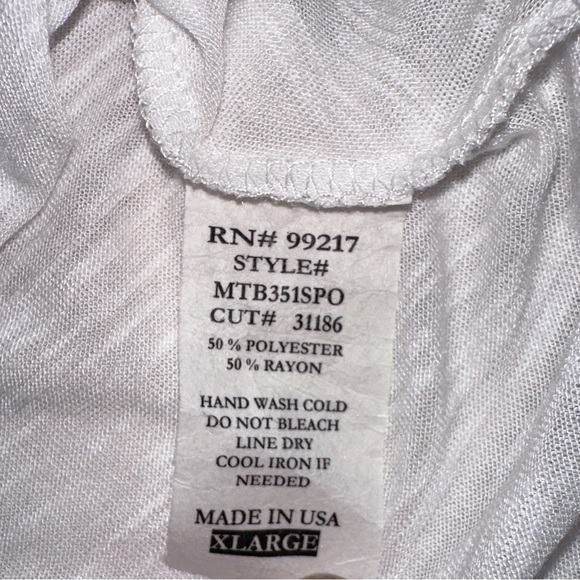 RN# 99217
STYLE#
MTB351SPO
CUT# 31186
50 % POLYESTER
50 % RAYON
HAND WASH COLD
DO NOT BLEACH
LINE DRY
COOL IRON IF
NEEDED
MADE IN USA
XLARGE